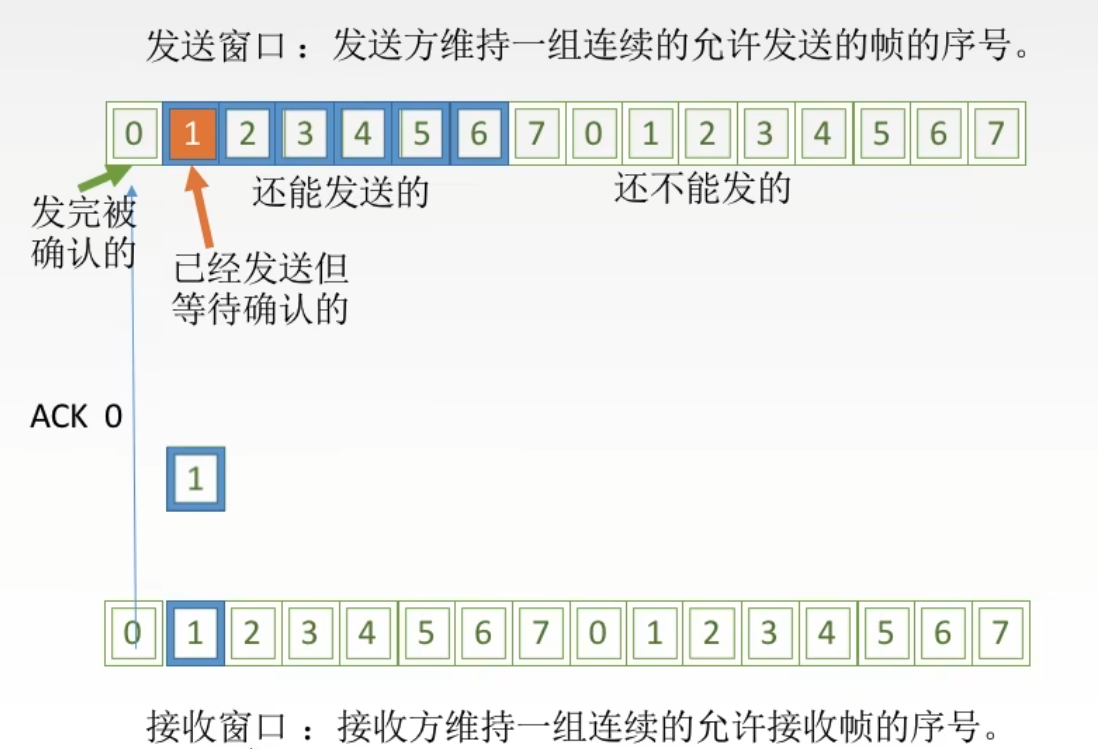 发送窗口：发送方维持一组连续的允许发送的帧的序号。
0 1 2 3 4 5 6 7 0 1 2 3 4 5 6 7
还能发送的
还不能发的
发完被
确认的
已经发送但
等待确认的
ACK 0
1
0 1 2 3 4 5 6 7 0 1 2 3 4 5 6 7
接收窗口：接收方维持一组连续的允许接收帧的序号。